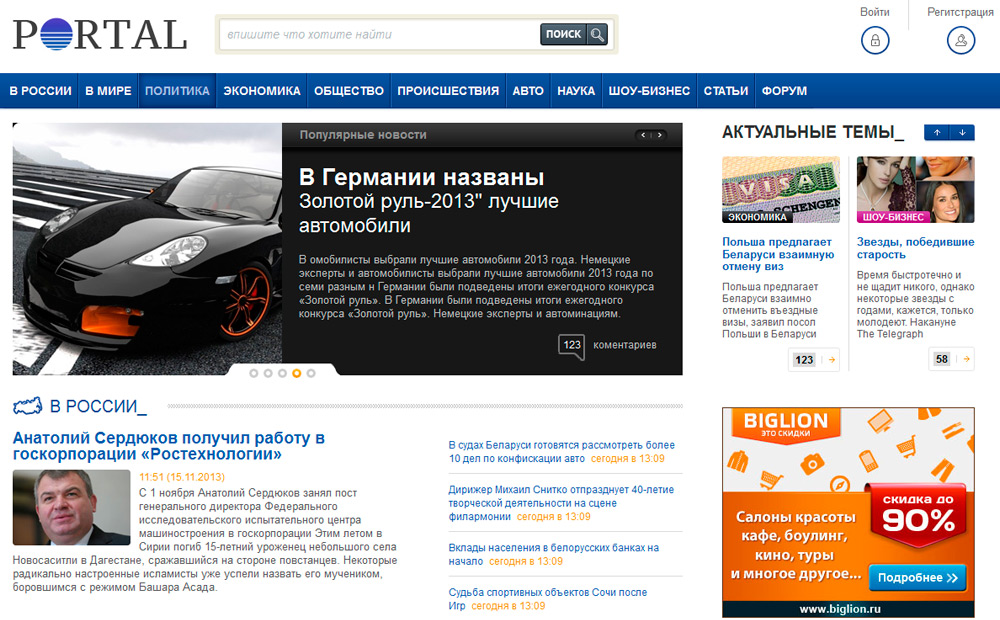 PORTAL
впишите что хотите найти
ПОИСК
Войти
Регитстрация
В РОССИИ
В МИРЕ
ПОЛИТИКА
ЭКОНОМИКА
ОБЩЕСТВО
ПРОИСШЕСТВИЯ
АВТО
НАУКА
ШОУ-БИЗНЕС
СТАТЬИ
ФОРУМ
Популярные новости
В Германии названы
Золотой руль-2013" лучшие
автомобили
В омобилисты выбрали лучшие автомобили 2013 года. Немецкие
эксперты и автомобилисты выбрали лучшие автомобили 2013 года по
семи разным н Германии были подведены итоги ежегодного конкурса
«Золотой руль». В Германии были подведены итоги ежегодного
конкурса «Золотой руль». Немецкие эксперты и автоминациям.
123 коментариев
АКТУАЛЬНЫЕ ТЕМЫ_
VISA
SCHENGEN
ЭКОНОМИКА
Польша предлагает
Беларуси взаимную
отмену виз
Польша предлагает
Беларуси взаимно
отменить въездные
визы, заявил посол
Польши в Беларуси
123
ШОУ-БИЗНЕС
Звезды, победившие
старость
Время быстротечно и
не щадит никого, однако
некоторые звезды с
годами, кажется, только
молодеют. Накануне
The Telegraph
58
В РОССИИ_
Анатолий Сердюков получил работу в
госкорпорации «Ростехнологии»
11:51 (15.11.2013)
С 1 ноября Анатолий Сердюков занял пост
генерального директора Федерального
исследовательского испытательного центра
машиностроения в госкорпорации Этим летом в
Сирии погиб 15-летний уроженец небольшого села
Новосаситли в Дагестане, сражавшийся на стороне повстанцев. Некоторые
радикально настроенные исламисты уже успели назвать его мучеником,
боровшимся с режимом Башара Асада.
В судах Беларуси готовятся рассмотреть более
10 дел по конфискации авто сегодня в 13:09
Дирижер Михаил Снитко отпразднует 40-летие
творческой деятельности на сцене
филармонии сегодня в 13:09
Вклады населения в белорусских банках на
начало сегодня в 13:09
Судьба спортивных объектов Сочи после
Игр сегодня в 13:09
BIGLION
ЭТО СКИДКИ
СКИДКА ДО
90%
Салоны красоты
кафе, боулинг,
кино, туры
и многое другое...
Подробнее »
www.biglion.ru